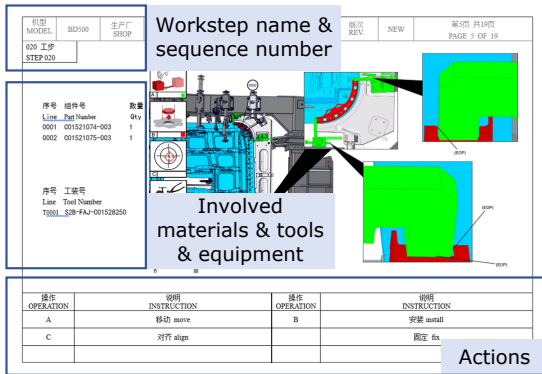 机型 MODEL
BD500
生产厂 SHOP
版次 REV.
NEW
第5页 共19页
PAGE 5 OF 19
020 工步
STEP 020
Workstep name &
sequence number
序号 组件号 数量
Line Part Number Qty
0001 C01521074-003 1
0002 C01521075-003 1
序号 工装号
Line Tool Number
T0001 S2B-FAJ-C01528250
A
B
C
(EOP)
(EOP)
(EOP)
Involved
materials & tools
& equipment
操作 OPERATION
说明 INSTRUCTION
操作 OPERATION
说明 INSTRUCTION
A 移动 move B 安装 install
C 对齐 align 固定 fix
Actions